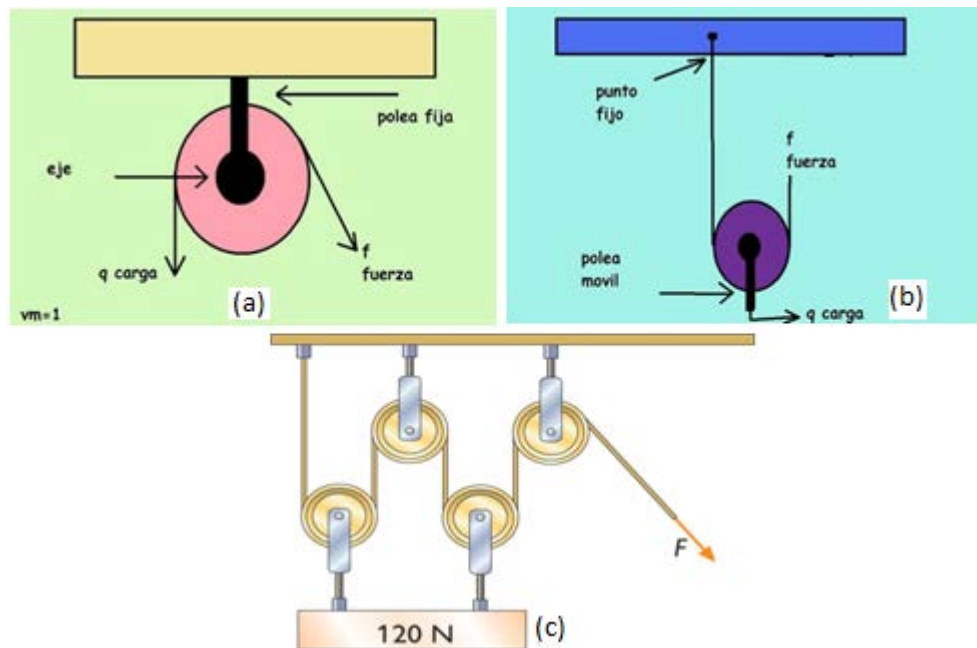 polea fija
eje
q carga
f
fuerza
(a)
vm=1
punto
fijo
f
fuerza
polea
movil
(b)
q carga
F
120 N
(c)